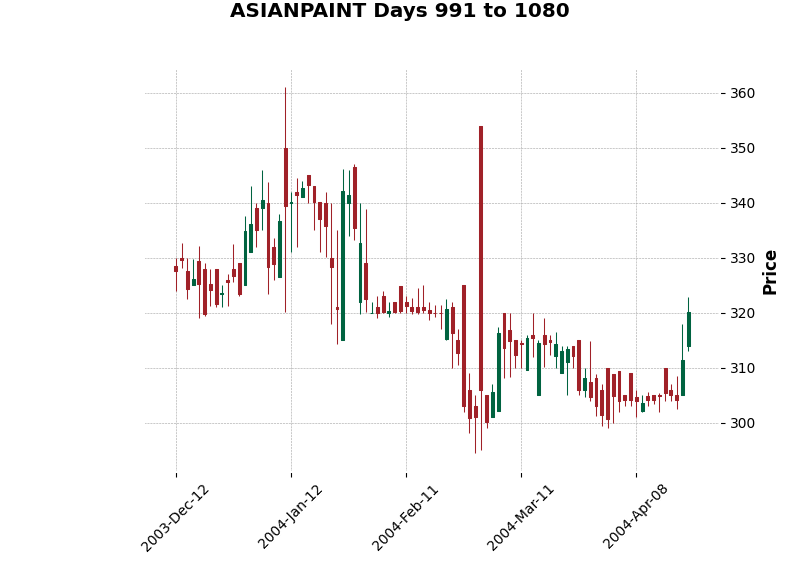 ASIANPAINT Days 991 to 1080
360
350
340
330
320
310
300
Price
2003-Dec-12
2004-Jan-12
2004-Feb-11
2004-Mar-11
2004-Apr-08